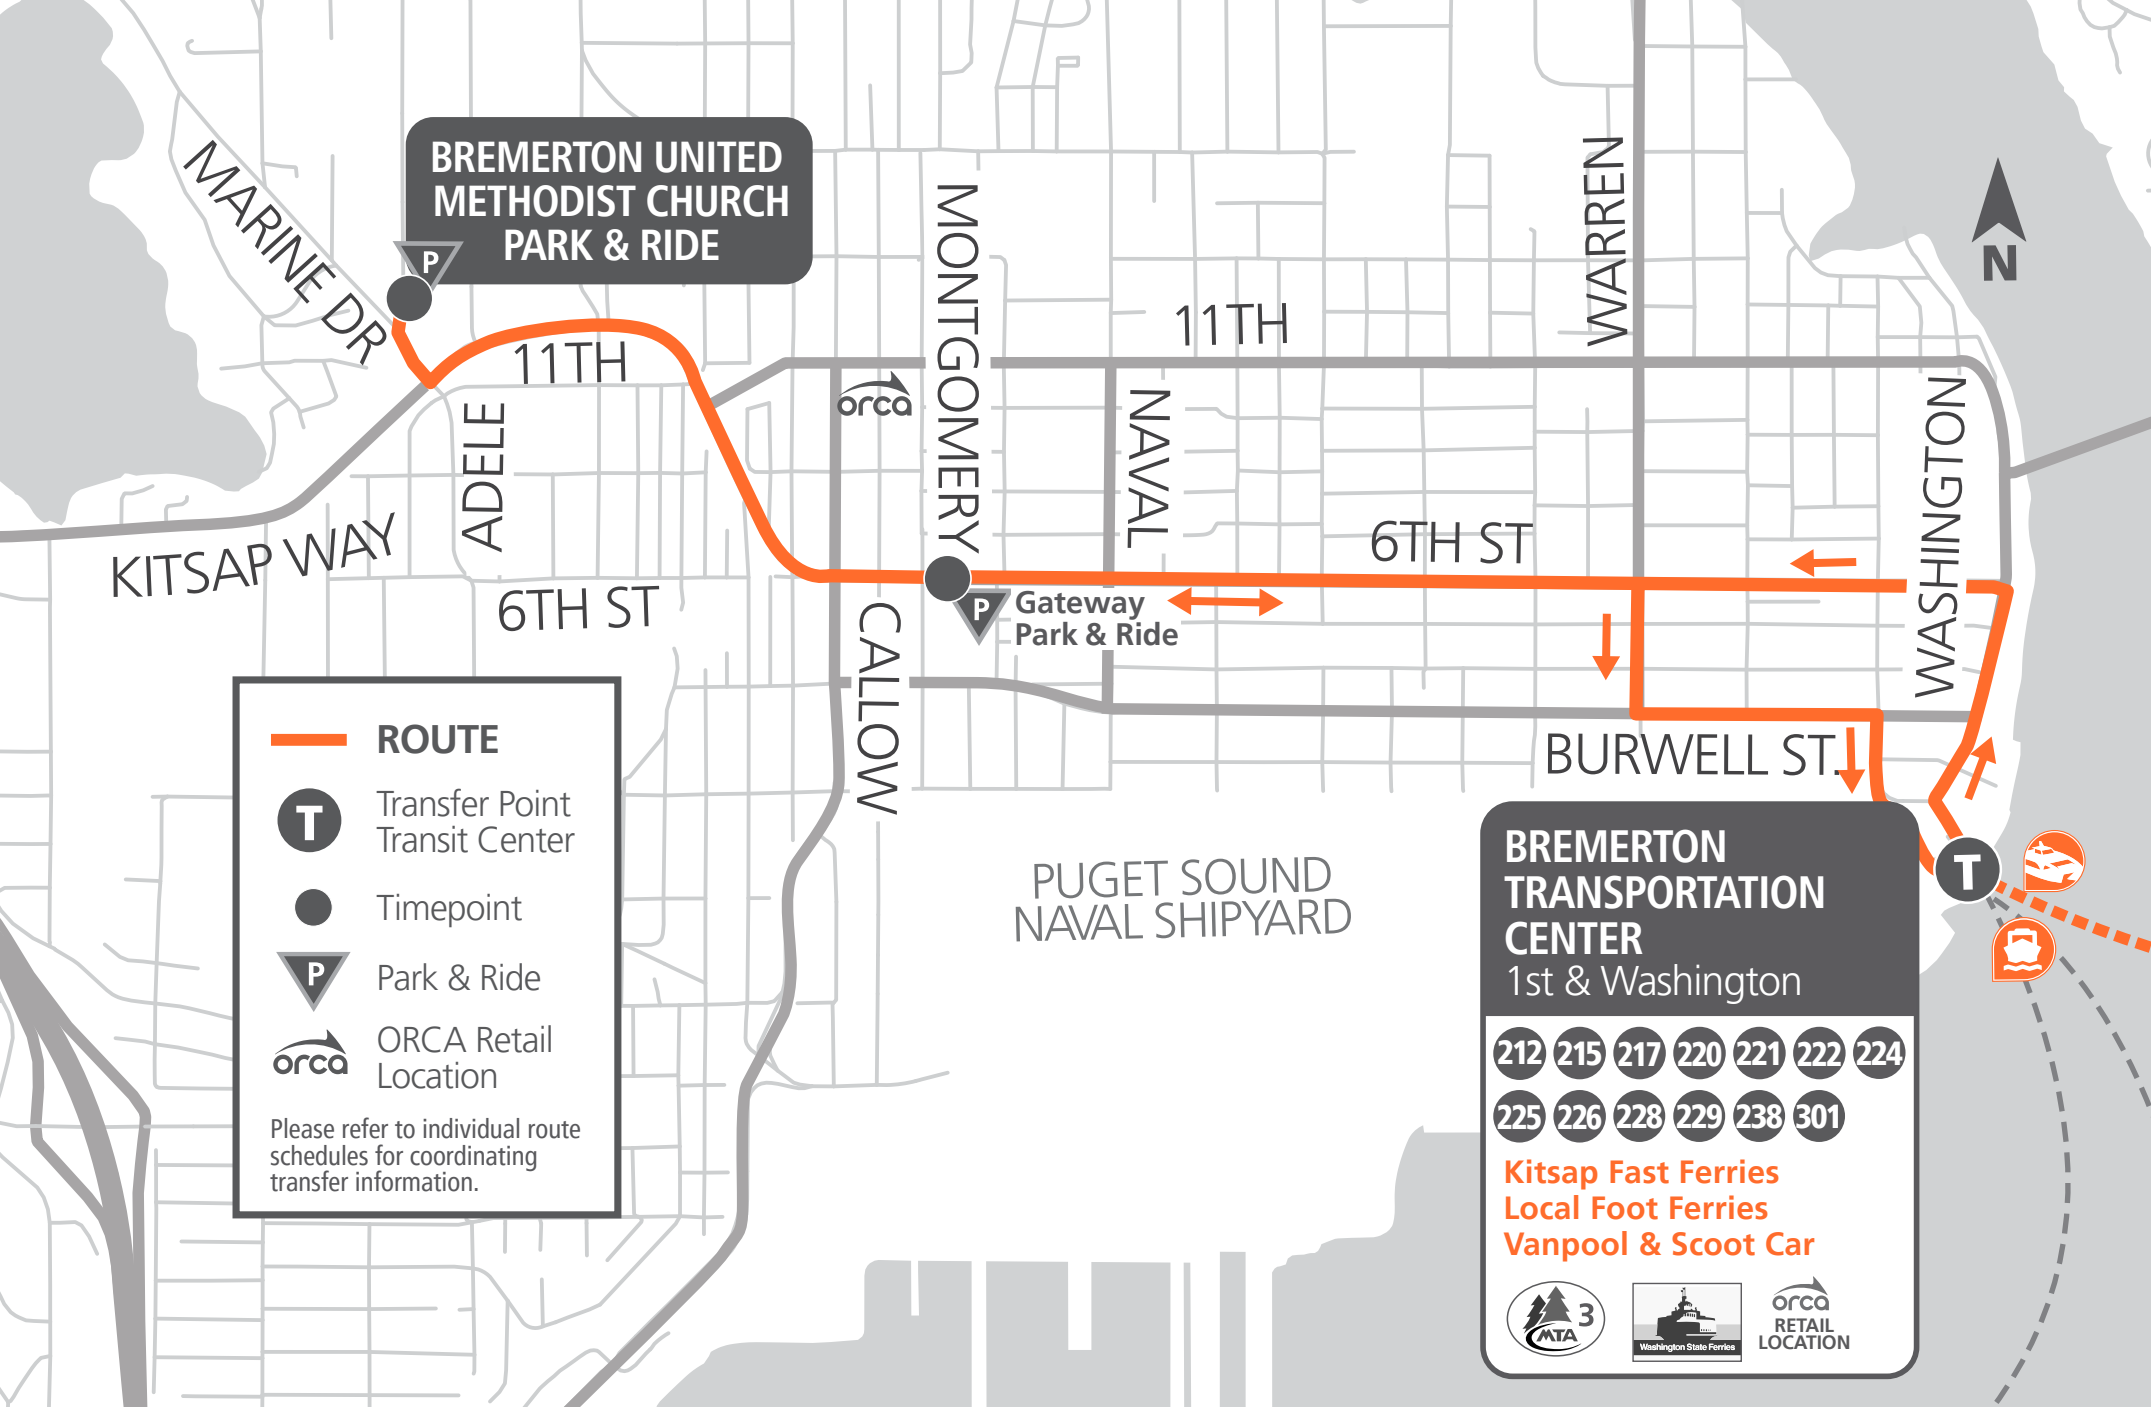 BREMERTON UNITED
METHODIST CHURCH
PARK & RIDE
P
MARINE DR
11TH
ADELE
KITSAP WAY
6TH ST
MONTGOMERY
orca
CALLOW
11TH
NAVAL
WARREN
N
WASHINGTON
6TH ST
P
Gateway
Park & Ride
BURWELL ST.
PUGET SOUND
NAVAL SHIPYARD
ROUTE
T
Transfer Point
Transit Center
Timepoint
P
Park & Ride
orca
ORCA Retail
Location
Please refer to individual route
schedules for coordinating
transfer information.
T
BREMERTON
TRANSPORTATION
CENTER
1st & Washington
212 215 217 220 221 222 224
225 226 228 229 238 301
Kitsap Fast Ferries
Local Foot Ferries
Vanpool & Scoot Car
MTA 3
Washington State Ferries
orca
RETAIL
LOCATION